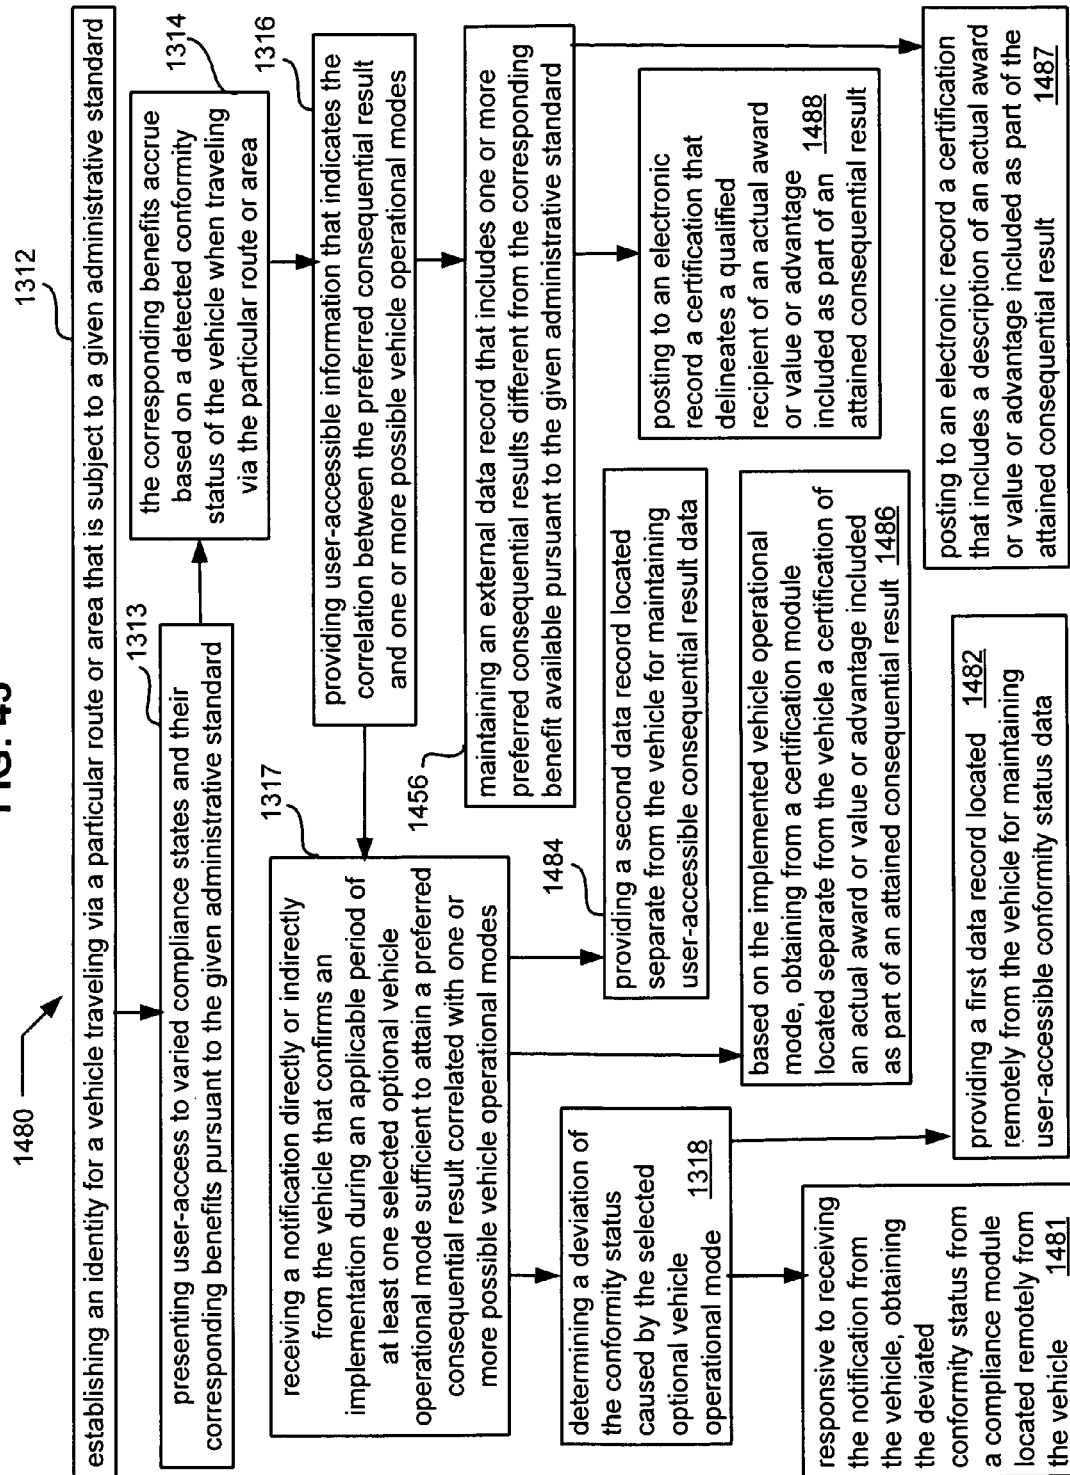 FIG.
1480
1312
establishing an identity for a vehicle traveling via a particular route or area that is subject to a given administrative standard
1313
presenting user-access to varied compliance states and their
corresponding benefits pursuant to the given administrative standard
1314
the corresponding benefits accrue
based on a detected conformity
status of the vehicle when traveling
via the particular route or area
1316
providing user-accessible information that indicates the
correlation between the preferred consequential result
and one or more possible vehicle operational modes
1317
receiving a notification directly or indirectly
from the vehicle that confirms an
implementation during an applicable period of
at least one selected optional vehicle
operational mode sufficient to attain a preferred
consequential result correlated with one or
more possible vehicle operational modes
1456
maintaining an external data record that includes one or more
preferred consequential results different from the corresponding
benefit available pursuant to the given administrative standard
1484
providing a second data record located
separate from the vehicle for maintaining
user-accessible consequential result data
posting to an electronic
record a certification that
delineates a qualified
recipient of an actual award
or value or advantage
included as part of an 1488
attained consequential result
determining a deviation of
the conformity status
caused by the selected
optional vehicle
operational mode 1318
based on the implemented vehicle operational
mode, obtaining from a certification module
located separate from the vehicle a certification of
an actual award or value or advantage included
as part of an attained consequential result 1486
responsive to receiving
the notification from
the vehicle, obtaining
the deviated
conformity status from
a compliance module
located remotely from
the vehicle 1481
providing a first data record located 1482
remotely from the vehicle for maintaining
user-accessible conformity status data
posting to an electronic record a certification
that includes a description of an actual award
or value or advantage included as part of the
attained consequential result 1487